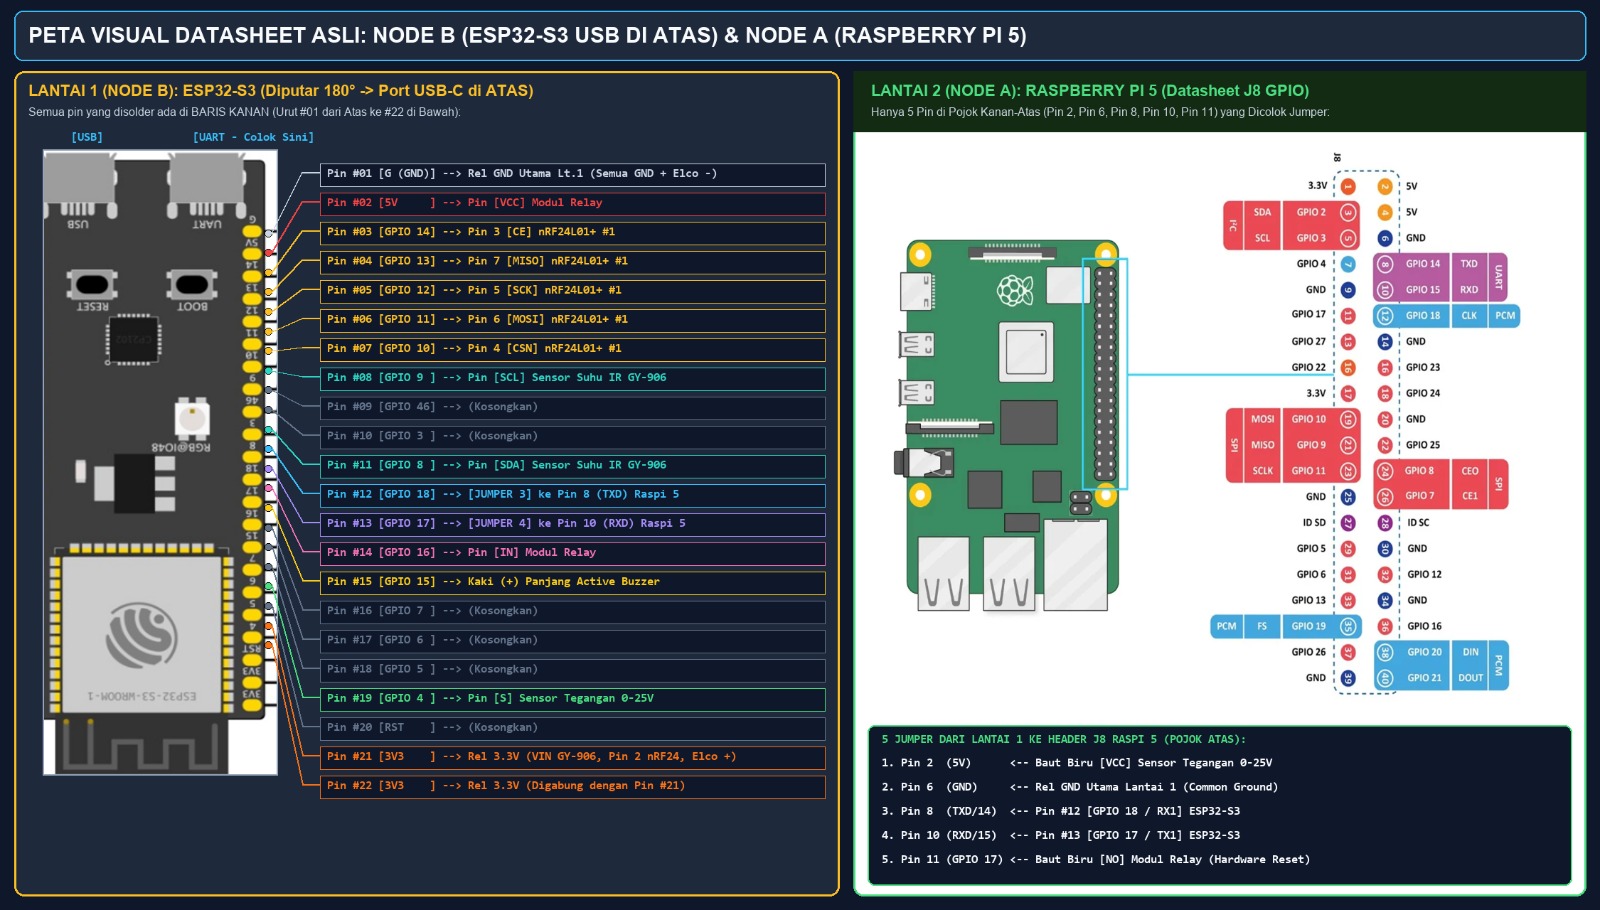 PETA VISUAL DATASHEET ASLI: NODE B (ESP32-S3 USB DI ATAS) & NODE A (RASPBERRY PI 5)
LANTAI 1 (NODE B): ESP32-S3 (Diputar 180° -> Port USB-C di ATAS)
Semua pin yang disolder ada di BARIS KANAN (Urut #01 dari Atas ke #22 di Bawah):
[USB] [UART - Colok Sini]
USB UART
RESET BOOT
CP2102
RGB@IO48
ESP32-S3-WROOM-1
G
5V
14
13
12
11
10
9
46
3
8
18
17
16
15
7
6
5
4
RST
3V3
3V3
Pin #01 [G (GND)] --> Rel GND Utama Lt.1 (Semua GND + Elco -)
Pin #02 [5V ] --> Pin [VCC] Modul Relay
Pin #03 [GPIO 14] --> Pin 3 [CE] nRF24L01+ #1
Pin #04 [GPIO 13] --> Pin 7 [MISO] nRF24L01+ #1
Pin #05 [GPIO 12] --> Pin 5 [SCK] nRF24L01+ #1
Pin #06 [GPIO 11] --> Pin 6 [MOSI] nRF24L01+ #1
Pin #07 [GPIO 10] --> Pin 4 [CSN] nRF24L01+ #1
Pin #08 [GPIO 9 ] --> Pin [SCL] Sensor Suhu IR GY-906
Pin #09 [GPIO 46] --> (Kosongkan)
Pin #10 [GPIO 3 ] --> (Kosongkan)
Pin #11 [GPIO 8 ] --> Pin [SDA] Sensor Suhu IR GY-906
Pin #12 [GPIO 18] --> [JUMPER 3] ke Pin 8 (TXD) Raspi 5
Pin #13 [GPIO 17] --> [JUMPER 4] ke Pin 10 (RXD) Raspi 5
Pin #14 [GPIO 16] --> Pin [IN] Modul Relay
Pin #15 [GPIO 15] --> Kaki (+) Panjang Active Buzzer
Pin #16 [GPIO 7 ] --> (Kosongkan)
Pin #17 [GPIO 6 ] --> (Kosongkan)
Pin #18 [GPIO 5 ] --> (Kosongkan)
Pin #19 [GPIO 4 ] --> Pin [S] Sensor Tegangan 0-25V
Pin #20 [RST ] --> (Kosongkan)
Pin #21 [3V3 ] --> Rel 3.3V (VIN GY-906, Pin 2 nRF24, Elco +)
Pin #22 [3V3 ] --> Rel 3.3V (Digabung dengan Pin #21)
LANTAI 2 (NODE A): RASPBERRY PI 5 (Datasheet J8 GPIO)
Hanya 5 Pin di Pojok Kanan-Atas (Pin 2, Pin 6, Pin 8, Pin 10, Pin 11) yang Dicolok Jumper:
J8
3.3V 1 2 5V
I²C SDA GPIO 2 3 4 5V
SCL GPIO 3 5 6 GND
GPIO 4 7 8 GPIO 14 TXD UART
GND 9 10 GPIO 15 RXD
GPIO 17 11 12 GPIO 18 CLK PCM
GPIO 27 13 14 GND
GPIO 22 16 16 GPIO 23
3.3V 17 18 GPIO 24
SPI MOSI GPIO 10 19 20 GND
MISO GPIO 9 21 22 GPIO 25
SCLK GPIO 11 23 24 GPIO 8 CEO SPI
GND 25 26 GPIO 7 CE1
ID SD 27 28 ID SC
GPIO 5 29 30 GND
GPIO 6 31 32 GPIO 12
GPIO 13 33 34 GND
PCM FS GPIO 19 35 36 GPIO 16
GPIO 26 37 38 GPIO 20 DIN PCM
GND 39 40 GPIO 21 DOUT
5 JUMPER DARI LANTAI 1 KE HEADER J8 RASPI 5 (POJOK ATAS):
1. Pin 2 (5V) <-- Baut Biru [VCC] Sensor Tegangan 0-25V
2. Pin 6 (GND) <-- Rel GND Utama Lantai 1 (Common Ground)
3. Pin 8 (TXD/14) <-- Pin #12 [GPIO 18 / RX1] ESP32-S3
4. Pin 10 (RXD/15) <-- Pin #13 [GPIO 17 / TX1] ESP32-S3
5. Pin 11 (GPIO 17) <-- Baut Biru [NO] Modul Relay (Hardware Reset)